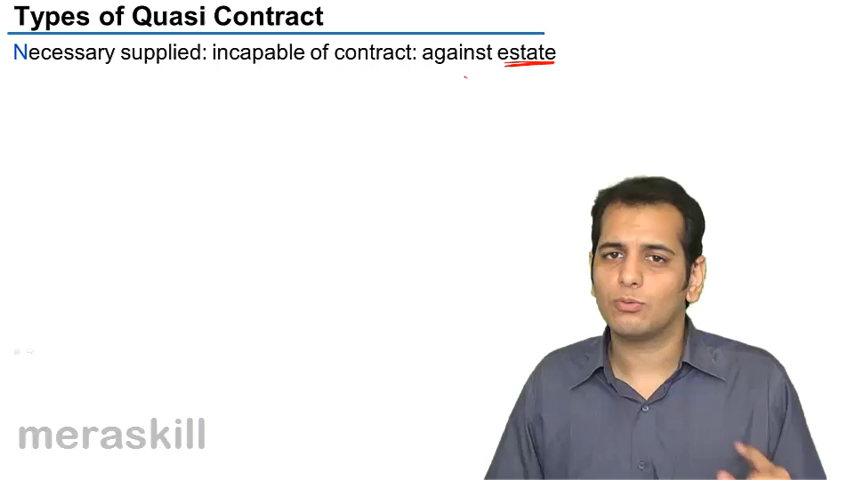 Types of Quasi Contract
Necessary supplied: incapable of contract: against estate
meraskill